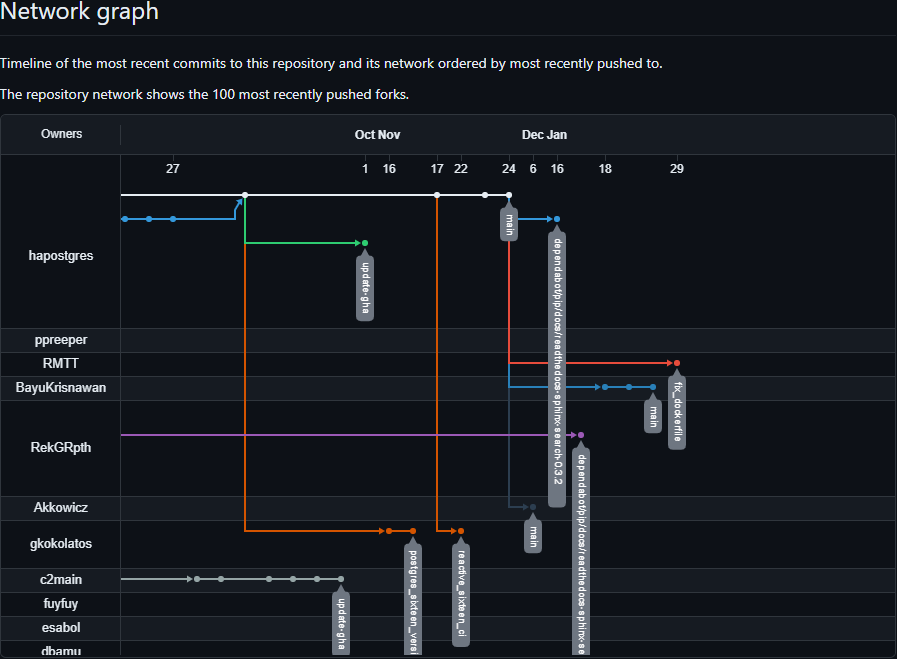 Network graph
Timeline of the most recent commits to this repository and its network ordered by most recently pushed to.
The repository network shows the 100 most recently pushed forks.
Owners
Oct Nov
Dec Jan
27
1
16
17
22
24
6
16
18
29
hapostgres
main
update-gha
dependabot/pip/docs/readthedocs-sphinx-search-0.3.2
ppreeper
RMTT
fix_dockerfile
BayuKrisnawan
main
RekGRpth
dependabot/pip/docs/readthedocs-sphinx-se
Akkowicz
main
gkokolatos
postgres_sixteen_versi
reactive_sixteen_ci
c2main
update-gha
fuyfuy
esabol
dbamu